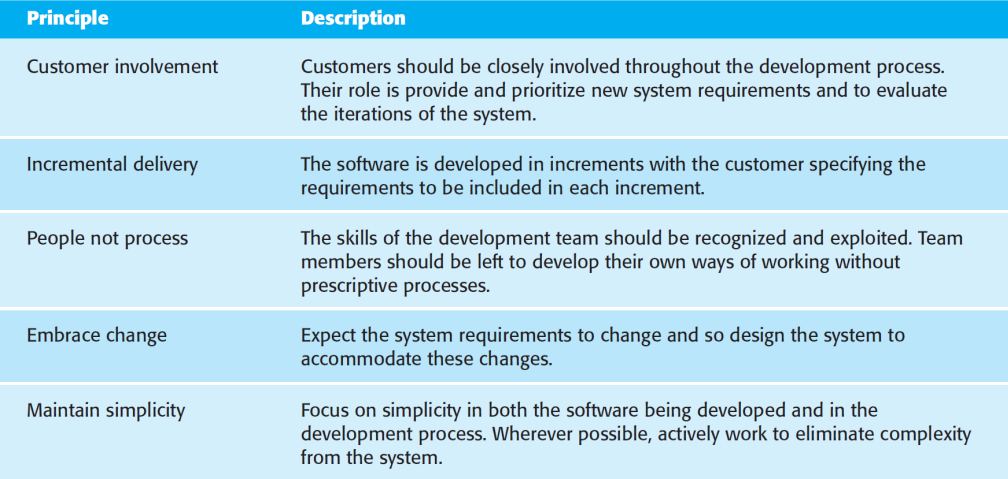 Principle Description
Customer involvement Customers should be closely involved throughout the development process.
Their role is provide and prioritize new system requirements and to evaluate
the iterations of the system.
Incremental delivery The software is developed in increments with the customer specifying the
requirements to be included in each increment.
People not process The skills of the development team should be recognized and exploited. Team
members should be left to develop their own ways of working without
prescriptive processes.
Embrace change Expect the system requirements to change and so design the system to
accommodate these changes.
Maintain simplicity Focus on simplicity in both the software being developed and in the
development process. Wherever possible, actively work to eliminate complexity
from the system.